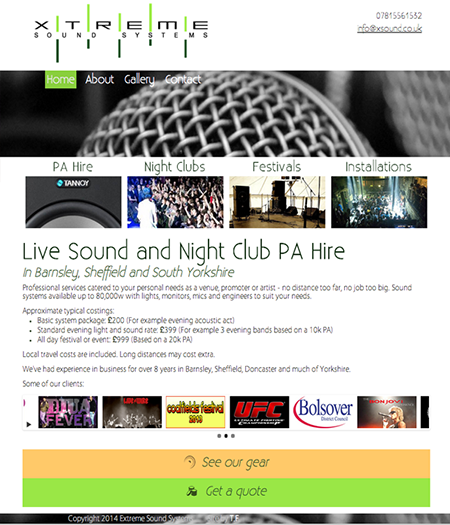 XTREME
SOUND SYSTEMS
07815561532
info@xsound.co.uk
Home About Gallery Contact
PA Hire Night Clubs Festivals Installations
TANNOY
Live Sound and Night Club PA Hire
In Barnsley, Sheffield and South Yorkshire
Professional services catered to your personal needs as a venue, promoter or artist - no distance too far, no job too big. Sound
systems available up to 80,000w with lights, monitors, mics and engineers to suit your needs.
Approximate typical costings:
• Basic system package: £200 (For example evening acoustic act)
• Standard evening light and sound rate: £399 (For example 3 evening bands based on a 10k PA)
• All day festival or event: £999 (Based on a 20k PA)
Local travel costs are included. Long distances may cost extra.
We've had experience in business for over 8 years in Barnsley, Sheffield, Doncaster and much of Yorkshire.
Some of our clients:
FEVER
coalfields festival
UFC
ULTIMATE FIGHTING
CHAMPIONSHIP
Bolsover
District Council
BON JOVI
See our gear
Get a quote
Copyright 2014 Extreme Sound Systems by T.F.